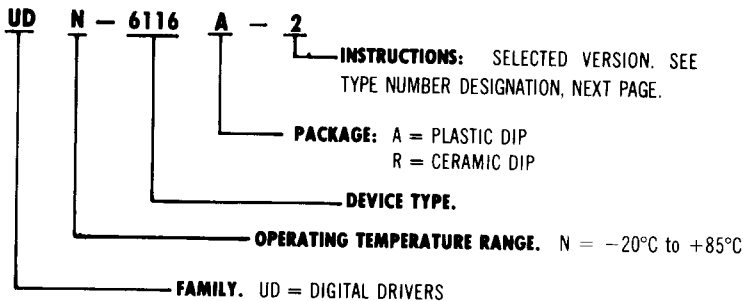 UD N – 6116 A – 2
INSTRUCTIONS: SELECTED VERSION. SEE
TYPE NUMBER DESIGNATION, NEXT PAGE.
PACKAGE: A = PLASTIC DIP
R = CERAMIC DIP
DEVICE TYPE.
OPERATING TEMPERATURE RANGE. N = −20°C to +85°C
FAMILY. UD = DIGITAL DRIVERS